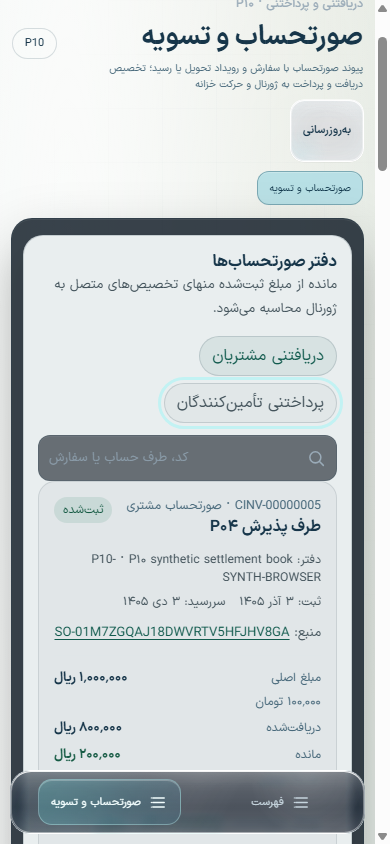 دریافتنی و پرداختنی · P۱۰
صورتحساب و تسویه
P10
پیوند صورتحساب با سفارش و رویداد تحویل یا رسید؛ تخصیص
دریافت و پرداخت به ژورنال و حرکت خزانه
به‌روزرسانی
صورتحساب و تسویه
دفتر صورتحساب‌ها
مانده از مبلغ ثبت‌شده منهای تخصیص‌های متصل به
ژورنال محاسبه می‌شود.
دریافتنی مشتریان
پرداختنی تأمین‌کنندگان
کد، طرف حساب یا سفارش
CINV-00000005 · صورتحساب مشتری
ثبت‌شده
طرف پذیرش P۰۴
دفتر: P10- · P۱۰ synthetic settlement book
SYNTH-BROWSER
ثبت: ۳ آذر ۱۴۰۵ سررسید: ۳ دی ۱۴۰۵
منبع: SO-01M7ZGQAJ18DWVRTV5HFJHV8GA
مبلغ اصلی ۱٬۰۰۰٬۰۰۰ ریال
۱۰۰٬۰۰۰ تومان
دریافت‌شده ۸۰۰٬۰۰۰ ریال
مانده ۲۰۰٬۰۰۰ ریال
فهرست
صورتحساب و تسویه